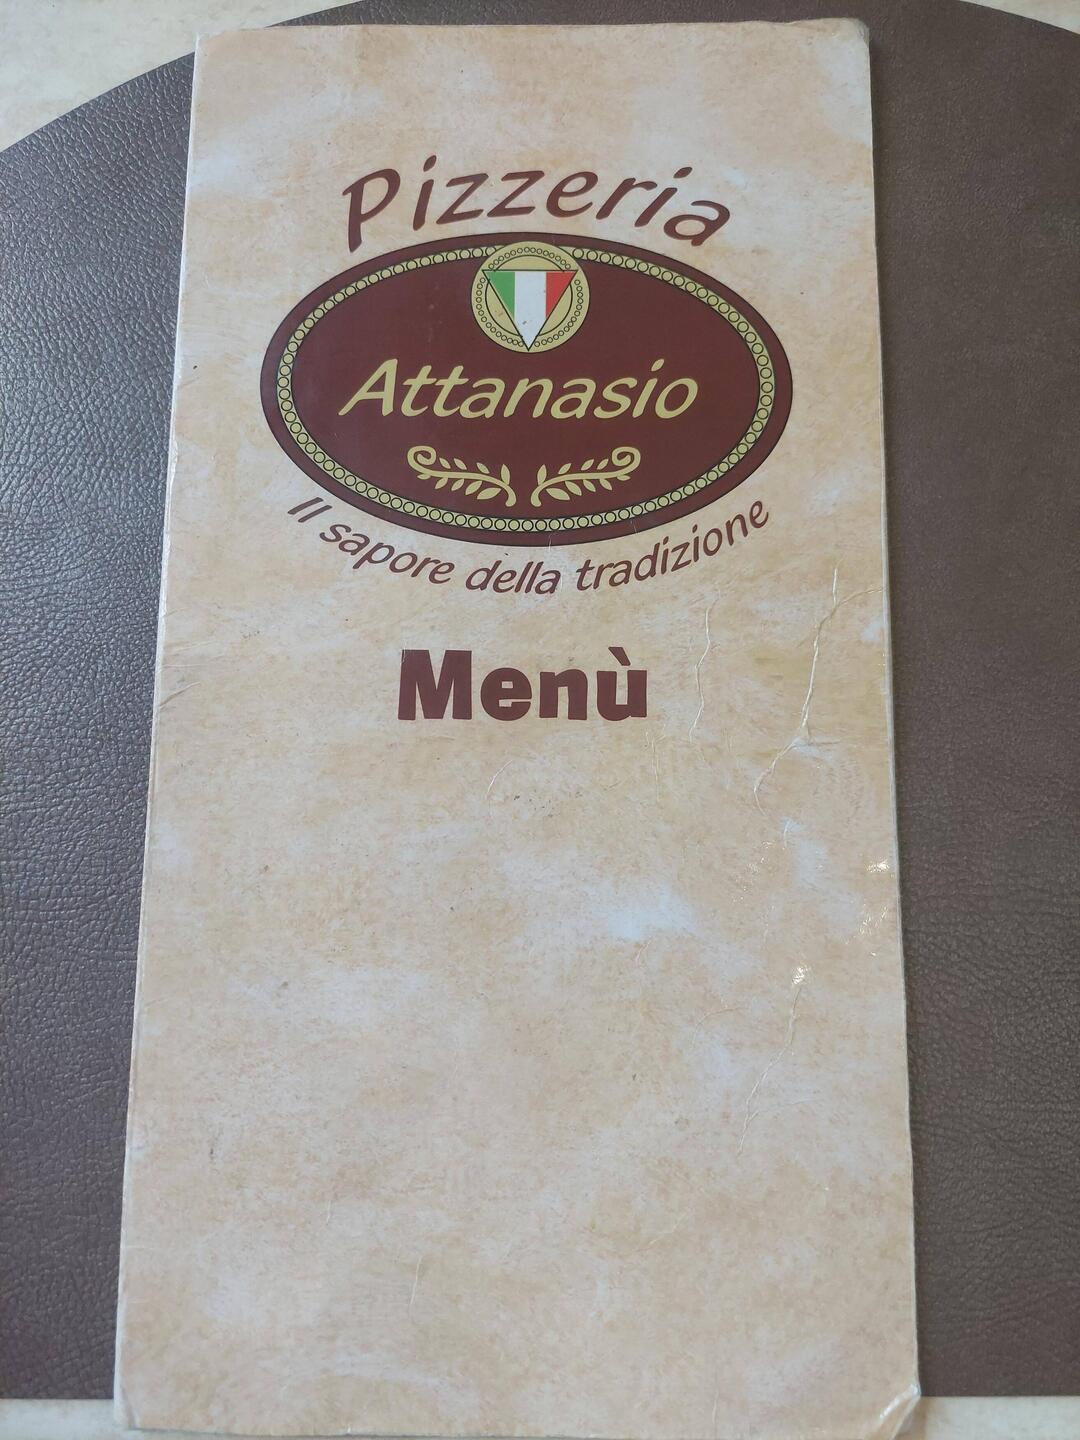 Pizzeria
Attanasio
Il sapore della tradizione
Menù